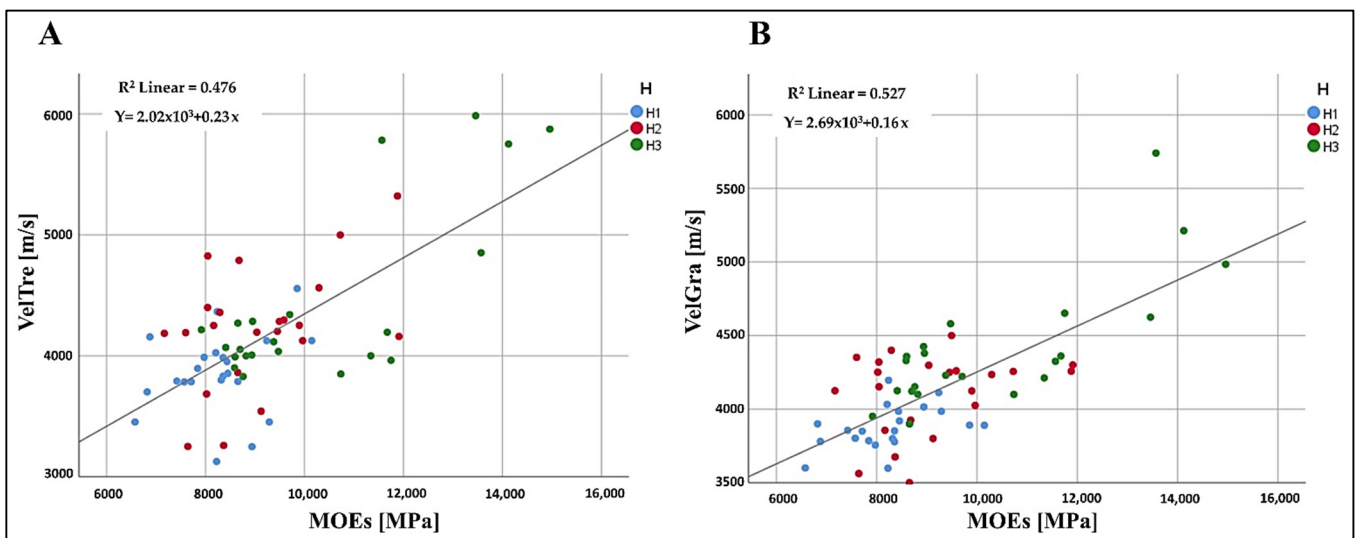 A
R² Linear = 0.476
Y= 2.02x10³+0.23x
H
H1
H2
H3
6000
5000
4000
3000
VelTre [m/s]
6000
8000
10,000
12,000
14,000
16,000
MOEs [MPa]
B
R² Linear = 0.527
Y= 2.69x10³+0.16x
H
H1
H2
H3
6000
5500
5000
4500
4000
3500
VelGra [m/s]
6000
8000
10,000
12,000
14,000
16,000
MOEs [MPa]